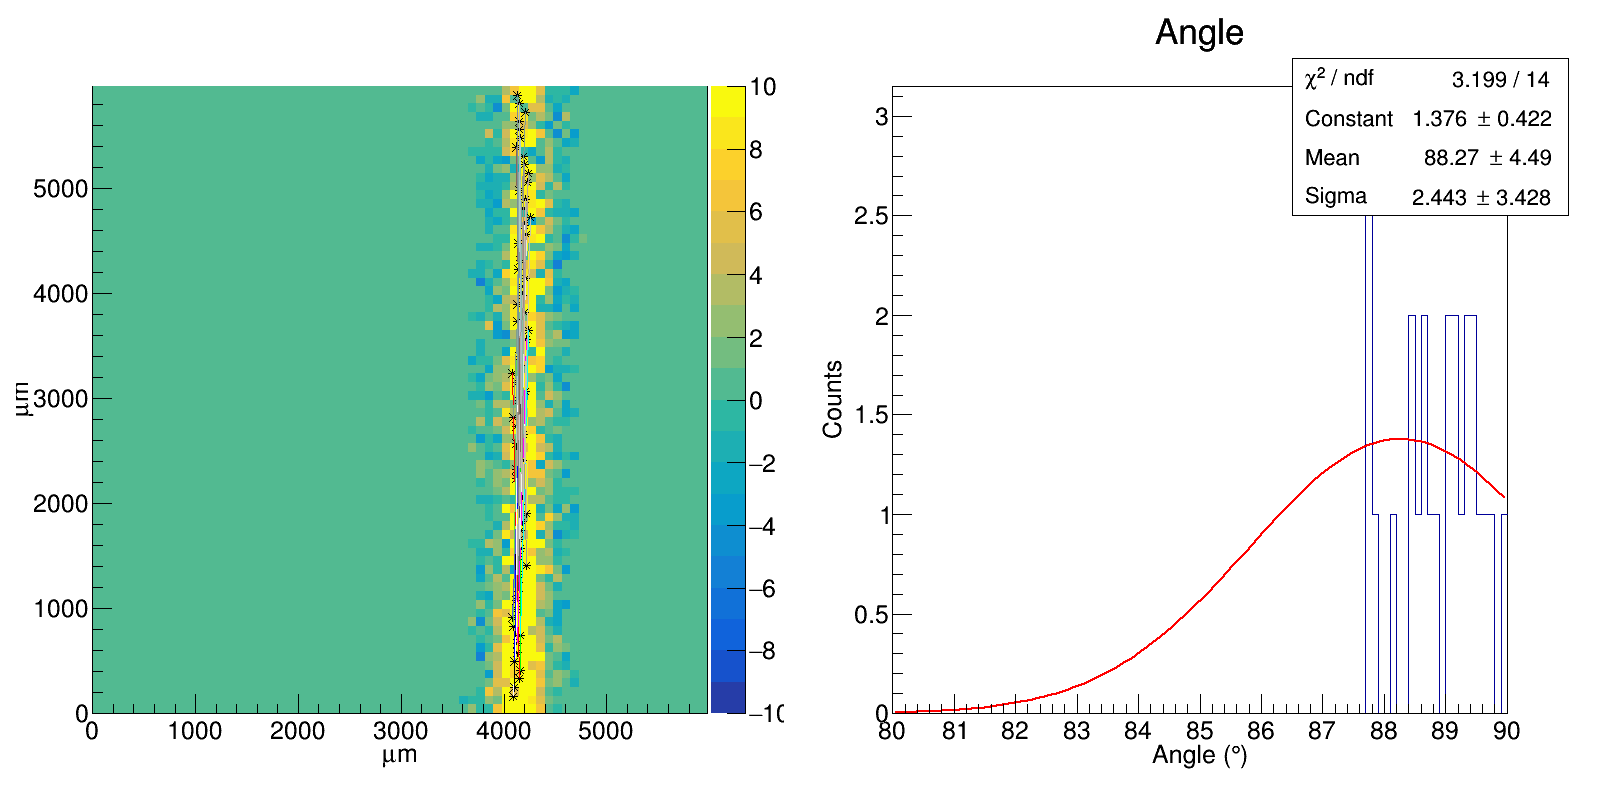 Angle
χ² / ndf 3.199 / 14
Constant 1.376 ± 0.422
Mean 88.27 ± 4.49
Sigma 2.443 ± 3.428
10
8
6
4
2
0
−2
−4
−6
−8
−10
5000
4000
3000
2000
1000
0
μm
0 1000 2000 3000 4000 5000
μm
3
2.5
2
1.5
1
0.5
0
Counts
80 81 82 83 84 85 86 87 88 89 90
Angle (°)